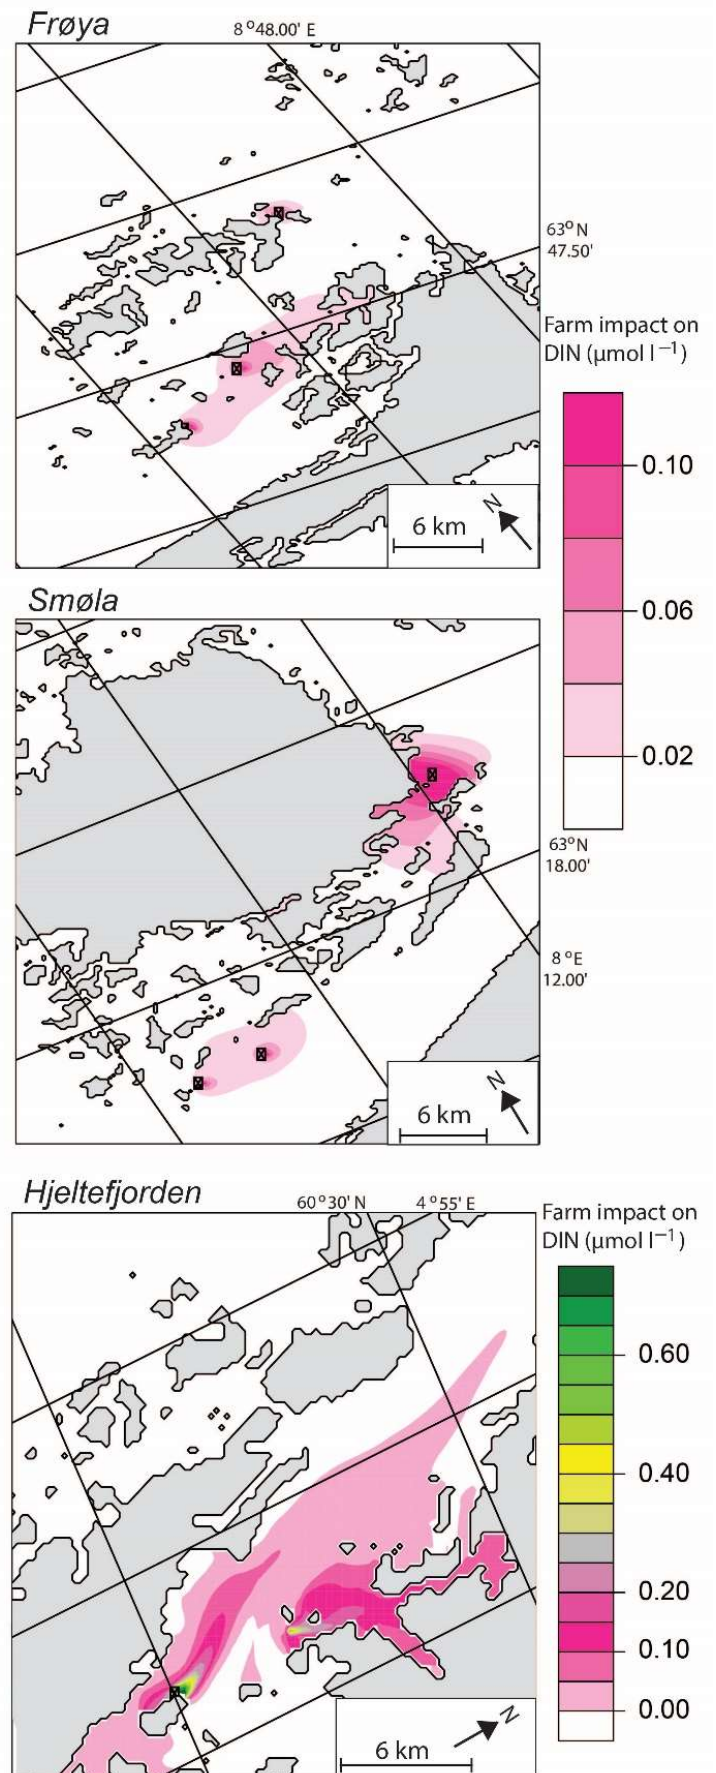 Frøya
8 °48.00' E
63° N
47.50'
Farm impact on
DIN (µmol l⁻¹)
0.10
0.06
0.02
N
6 km
Smøla
63°N
18.00'
8 °E
12.00'
N
6 km
Hjeltefjorden
60°30' N
4 °55' E
Farm impact on
DIN (µmol l⁻¹)
0.60
0.40
0.20
0.10
0.00
N
6 km